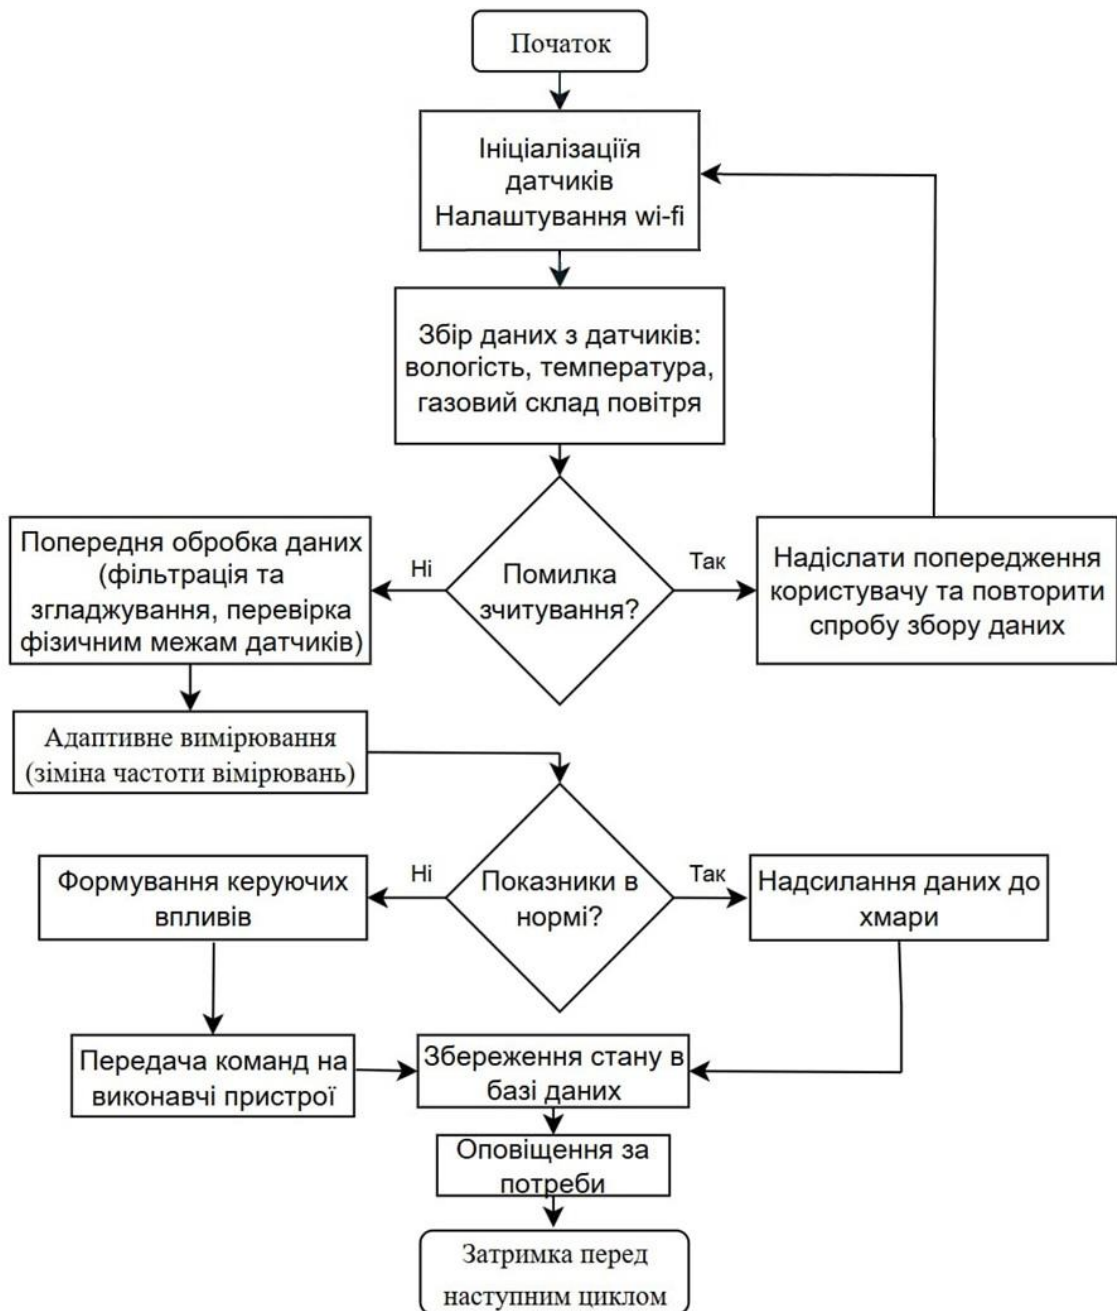 Початок
Ініціалізаціїя
датчиків
Налаштування wi-fi
Збір даних з датчиків:
вологість, температура,
газовий склад повітря
Помилка
зчитування?
Ні
Так
Попередня обробка даних
(фільтрація та
згладжування, перевірка
фізичним межам датчиків)
Надіслати попередження
користувачу та повторити
спробу збору даних
Адаптивне вимірювання
(зіміна частоти вімірювань)
Показники в
нормі?
Ні
Так
Формування керуючих
впливів
Надсилання даних до
хмари
Передача команд на
виконавчі пристрої
Збереження стану в
базі даних
Оповіщення за
потреби
Затримка перед
наступним циклом